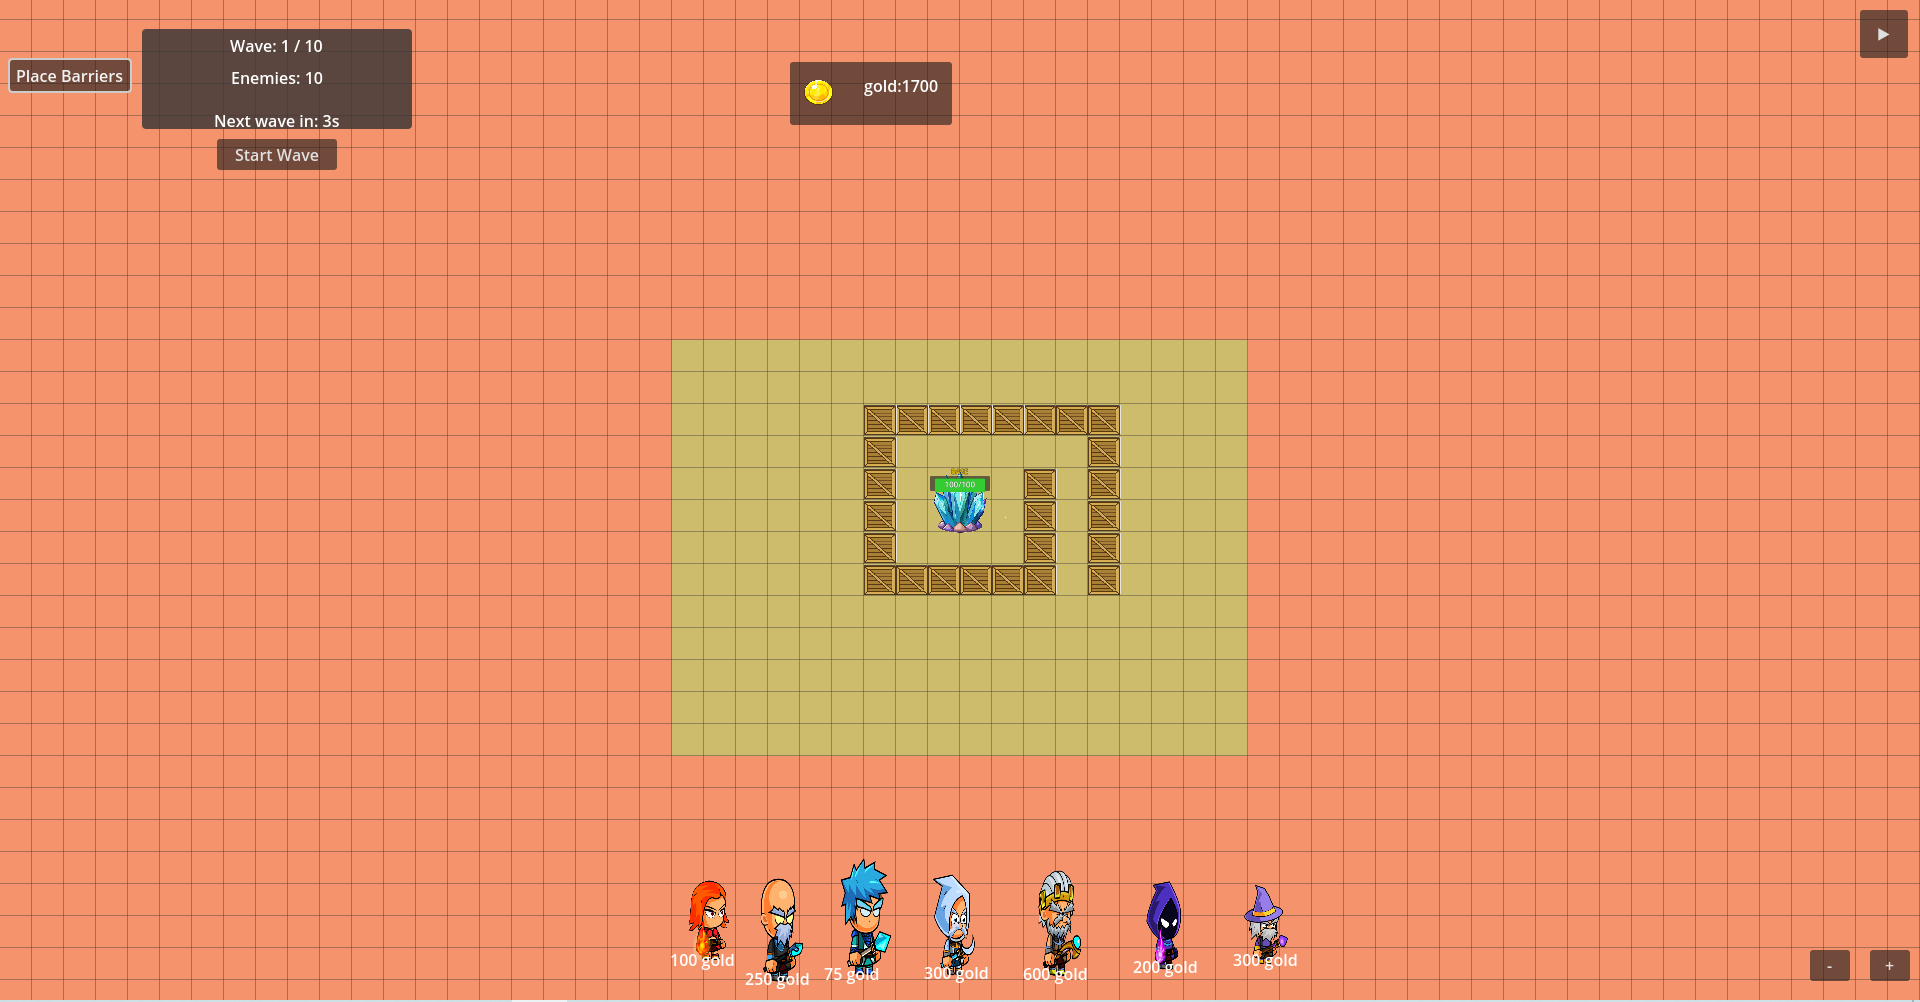 Wave: 1 / 10
Place Barriers
Enemies: 10
gold:1700
Next wave in: 3s
Start Wave
BASE
100/100
100 gold
250 gold
75 gold
300 gold
600 gold
200 gold
300 gold
-
+